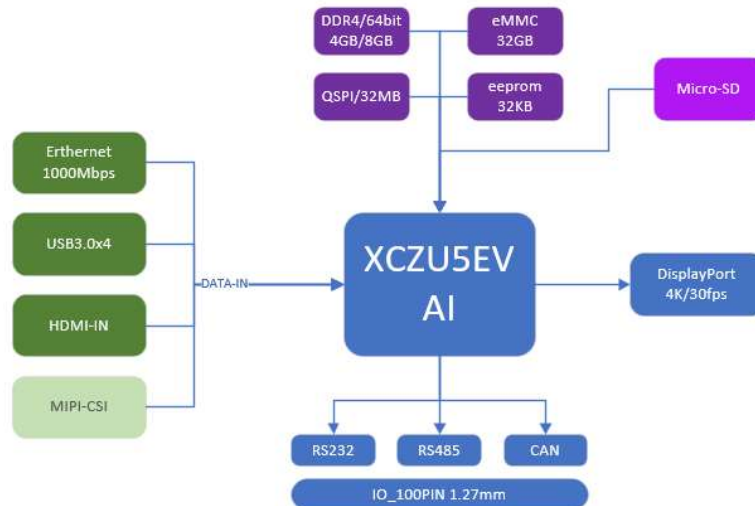 DDR4/64bit
4GB/8GB
eMMC
32GB
QSPI/32MB
eeprom
32KB
Micro-SD
Erthernet
1000Mbps
USB3.0x4
HDMI-IN
MIPI-CSI
DATA-IN
XCZU5EV
AI
DisplayPort
4K/30fps
RS232
RS485
CAN
IO_100PIN 1.27mm